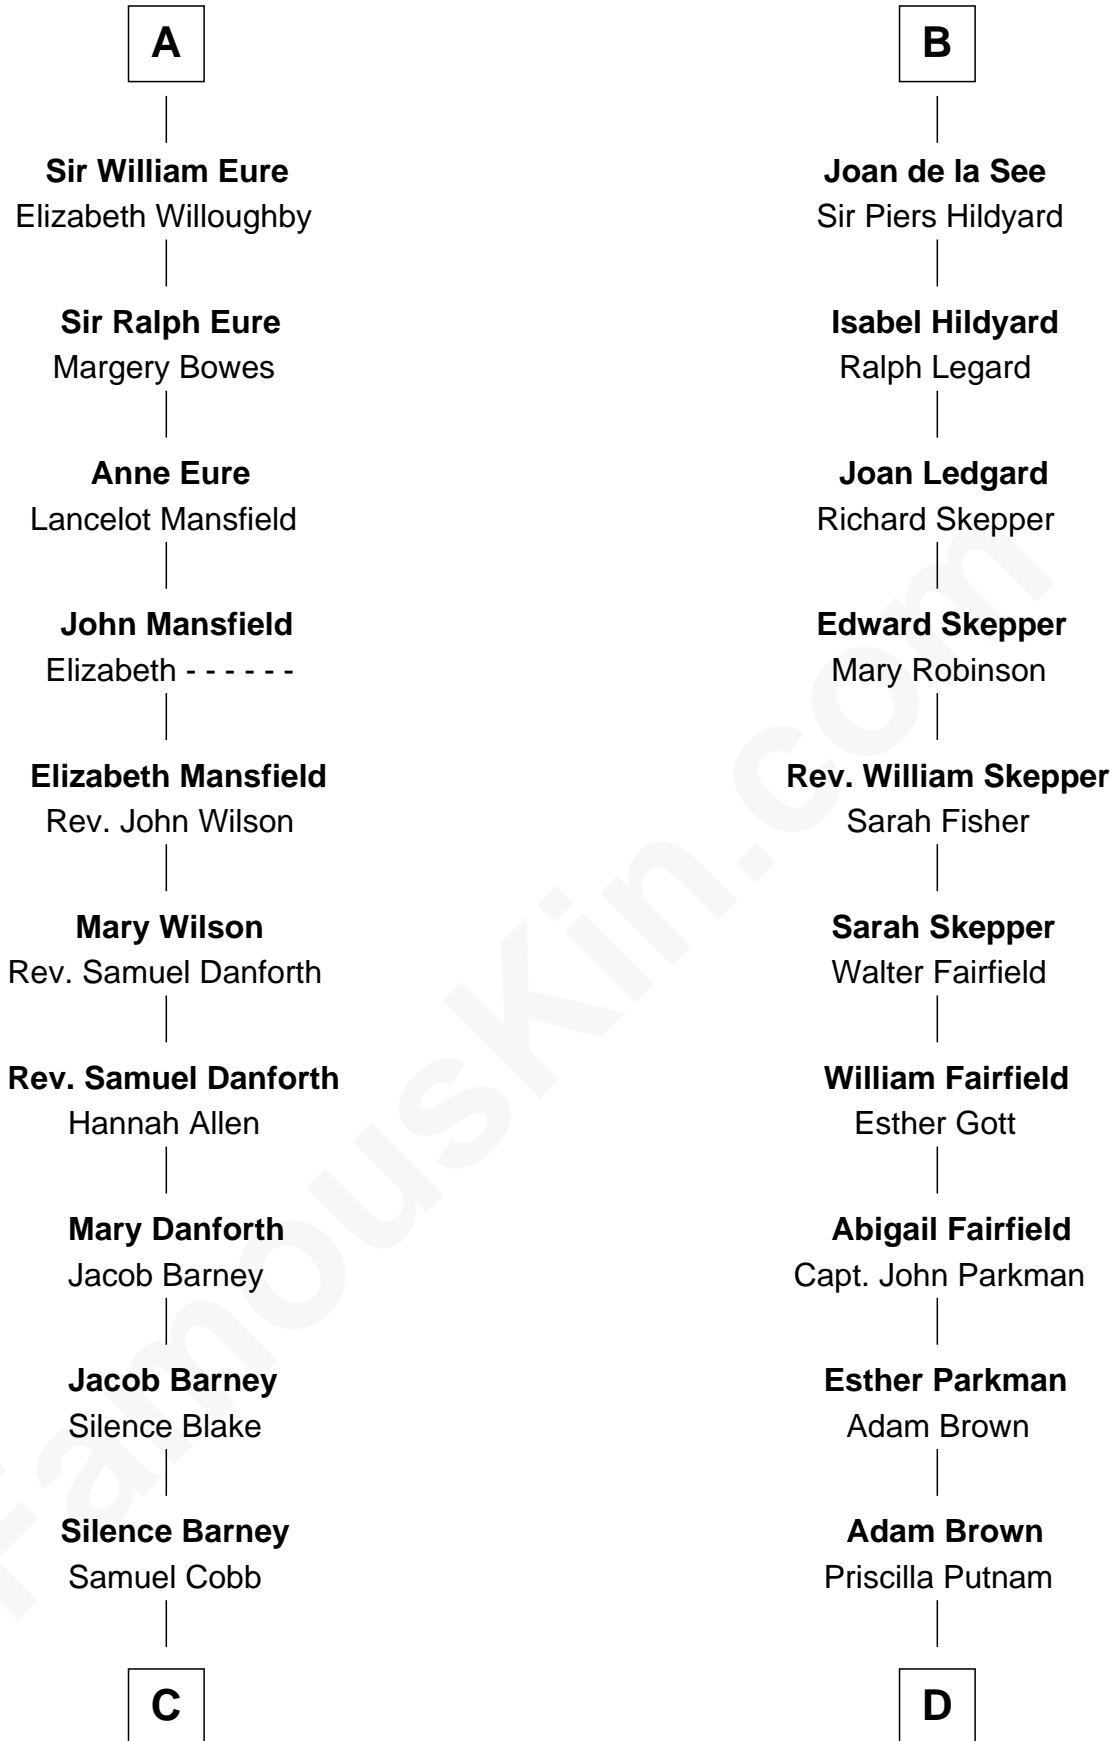 A
Sir William Eure
Elizabeth Willoughby
Sir Ralph Eure
Margery Bowes
Anne Eure
Lancelot Mansfield
John Mansfield
Elizabeth - - - - - -
Elizabeth Mansfield
Rev. John Wilson
Mary Wilson
Rev. Samuel Danforth
Rev. Samuel Danforth
Hannah Allen
Mary Danforth
Jacob Barney
Jacob Barney
Silence Blake
Silence Barney
Samuel Cobb
C
B
Joan de la See
Sir Piers Hildyard
Isabel Hildyard
Ralph Legard
Joan Ledgard
Richard Skepper
Edward Skepper
Mary Robinson
Rev. William Skepper
Sarah Fisher
Sarah Skepper
Walter Fairfield
William Fairfield
Esther Gott
Abigail Fairfield
Capt. John Parkman
Esther Parkman
Adam Brown
Adam Brown
Priscilla Putnam
D
FamousKin.com